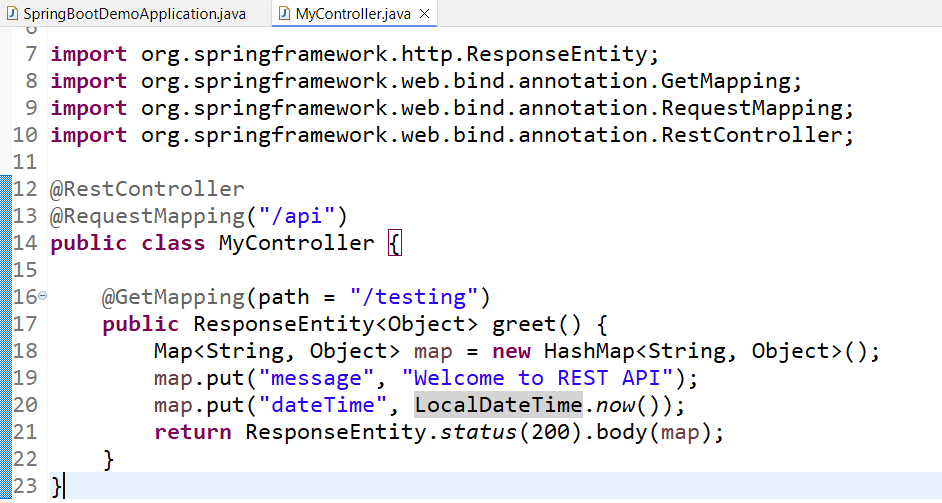 SpringBootDemoApplication.java MyController.java
6
7 import org.springframework.http.ResponseEntity;
8 import org.springframework.web.bind.annotation.GetMapping;
9 import org.springframework.web.bind.annotation.RequestMapping;
10 import org.springframework.web.bind.annotation.RestController;
11
12 @RestController
13 @RequestMapping("/api")
14 public class MyController {
15
16 @GetMapping(path = "/testing")
17 public ResponseEntity<Object> greet() {
18 Map<String, Object> map = new HashMap<String, Object>();
19 map.put("message", "Welcome to REST API");
20 map.put("dateTime", LocalDateTime.now());
21 return ResponseEntity.status(200).body(map);
22 }
23 }